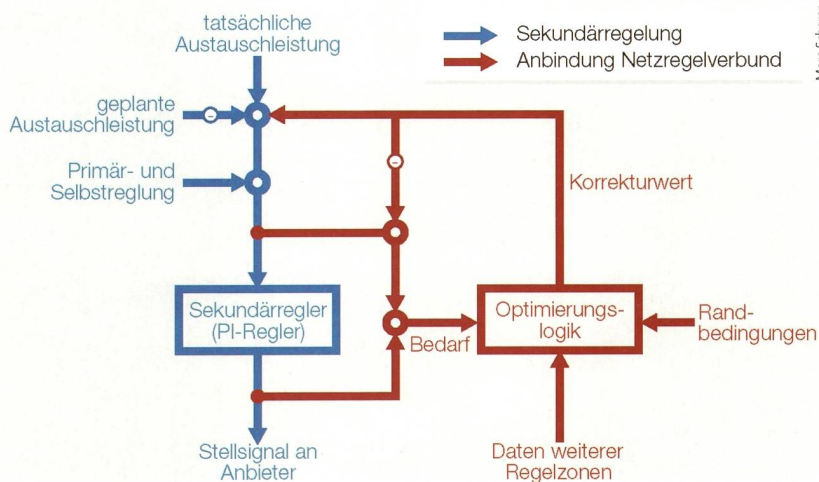 tatsächliche
Austauschleistung
Sekundärregelung
Anbindung Netzregelverbund
geplante
Austauschleistung
-
-
Primär- und
Selbstreglung
Korrekturwert
Sekundärregler
(PI-Regler)
Optimierungs-
logik
Rand-
bedingungen
Bedarf
Stellsignal an
Anbieter
Daten weiterer
Regelzonen